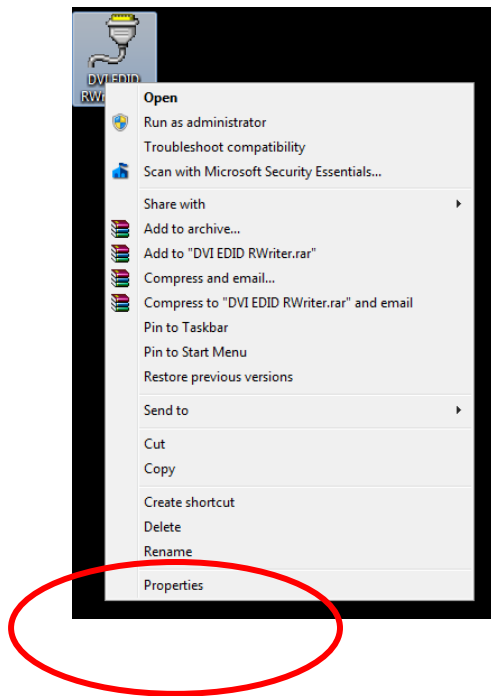 DVI EDID
RW
Open
Run as administrator
Troubleshoot compatibility
Scan with Microsoft Security Essentials...
Share with
Add to archive...
Add to "DVI EDID RWriter.rar"
Compress and email...
Compress to "DVI EDID RWriter.rar" and email
Pin to Taskbar
Pin to Start Menu
Restore previous versions
Send to
Cut
Copy
Create shortcut
Delete
Rename
Properties